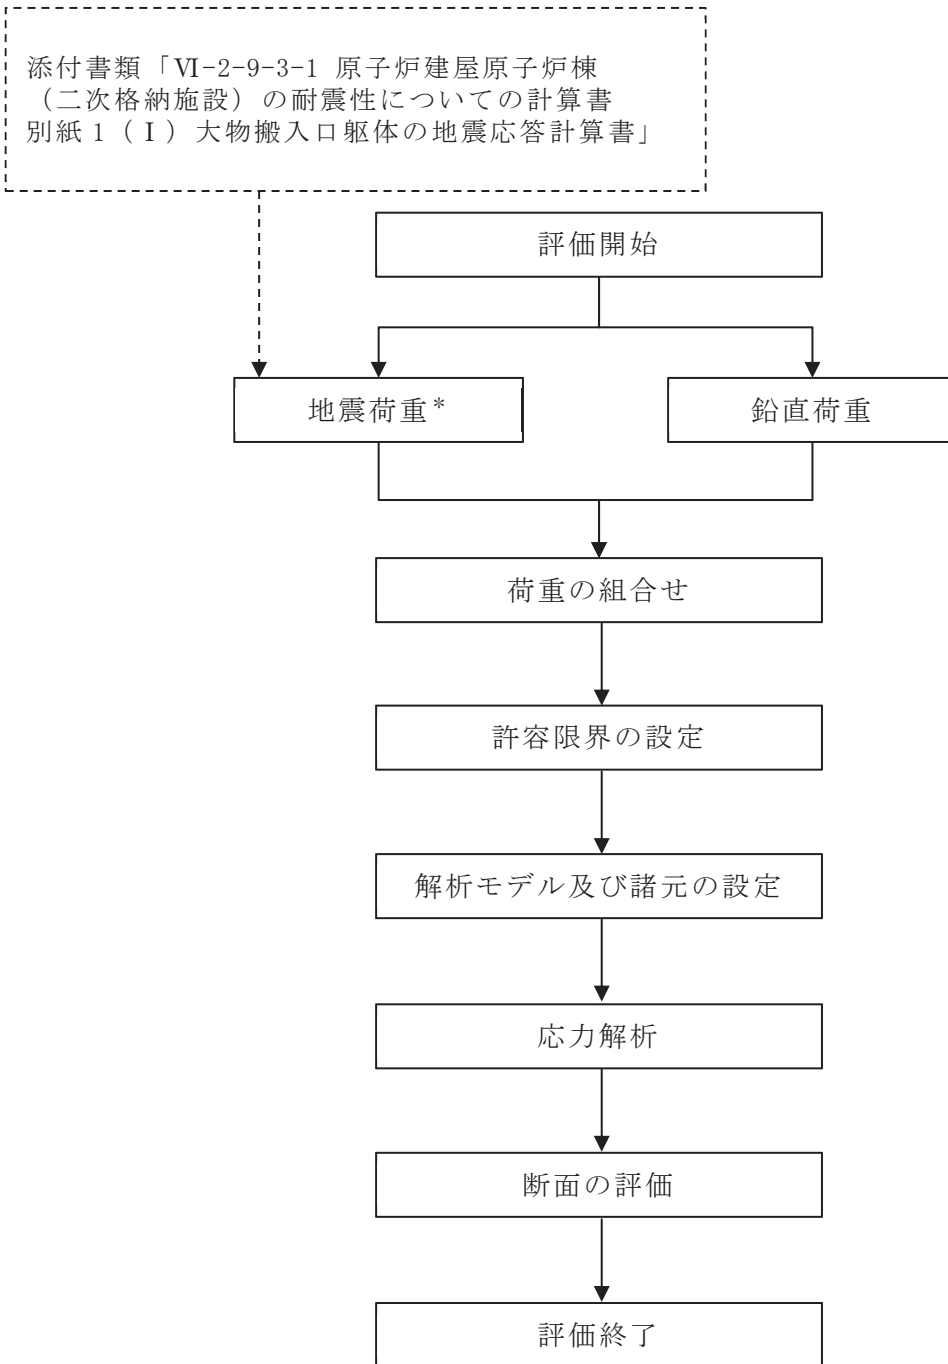 添付書類「Ⅵ-2-9-3-1 原子炉建屋原子炉棟
（二次格納施設）の耐震性についての計算書
別紙1（Ⅰ）大物搬入口躯体の地震応答計算書」
評価開始
地震荷重*
鉛直荷重
荷重の組合せ
許容限界の設定
解析モデル及び諸元の設定
応力解析
断面の評価
評価終了